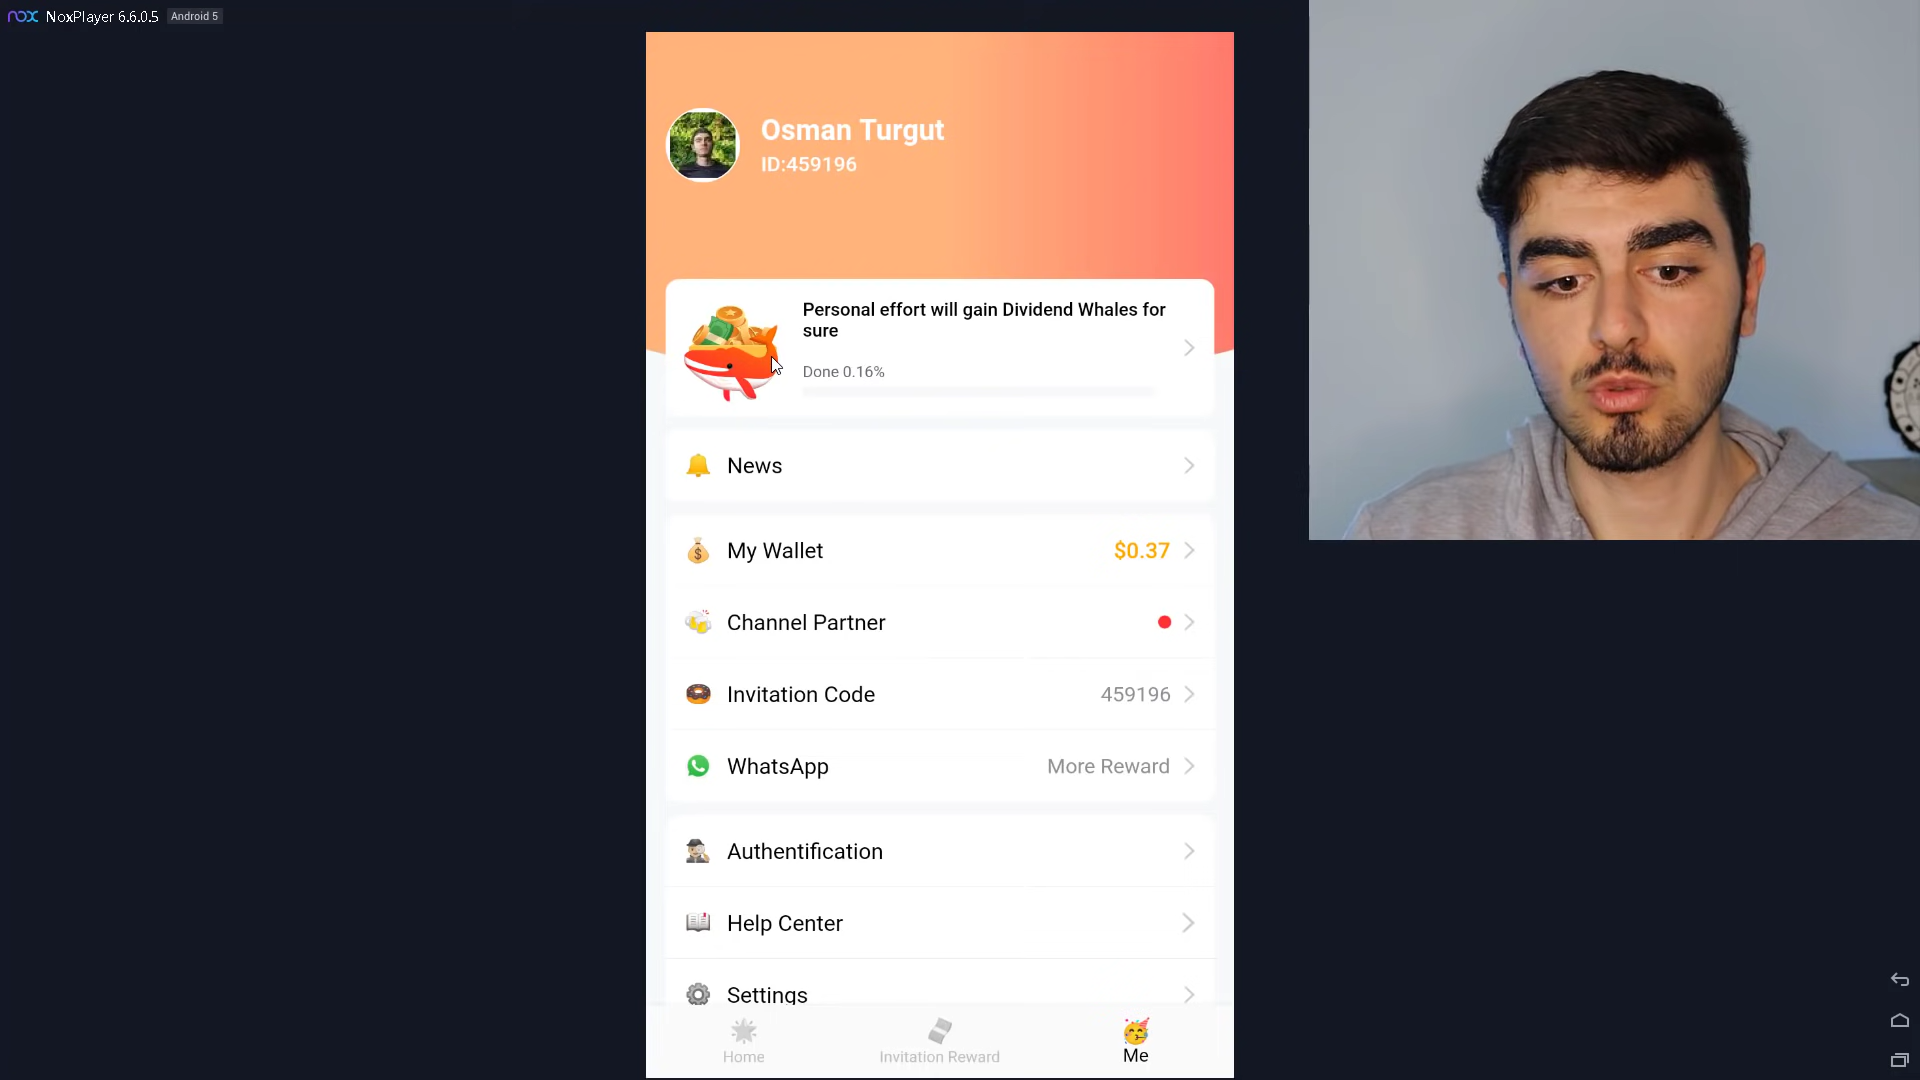 nox NoxPlayer 6.6.0.5 Android 5
Osman Turgut
ID:459196
Personal effort will gain Dividend Whales for
sure
Done 0.16%
News
My Wallet $0.37
Channel Partner
Invitation Code 459196
WhatsApp More Reward
Authentification
Help Center
Settings
Home Invitation Reward Me